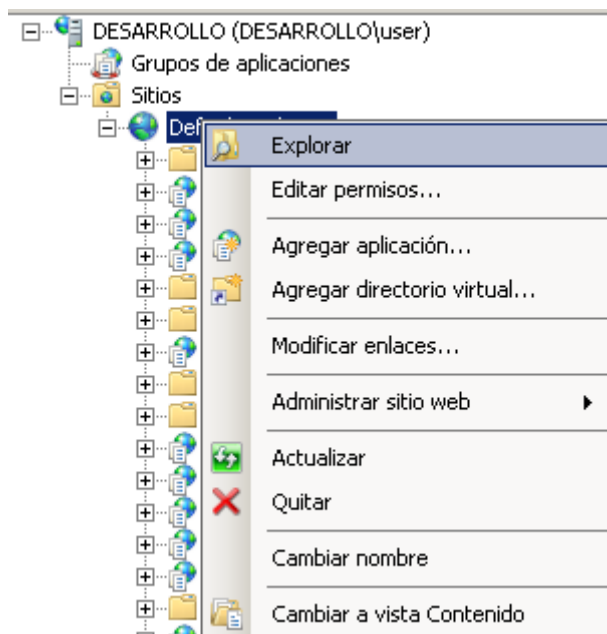 DESARROLLO (DESARROLLO\user)
Grupos de aplicaciones
Sitios
Explorar
Editar permisos...
Agregar aplicación...
Agregar directorio virtual...
Modificar enlaces...
Administrar sitio web
Actualizar
Quitar
Cambiar nombre
Cambiar a vista Contenido